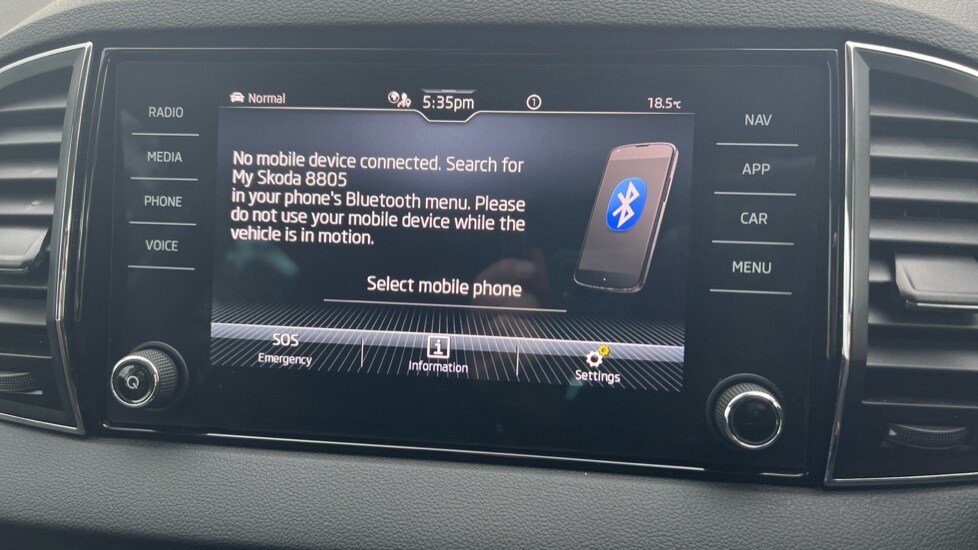 Normal
5:35pm
1
18.5°C
RADIO
MEDIA
PHONE
VOICE
No mobile device connected. Search for
My Skoda 8805
in your phone's Bluetooth menu. Please
do not use your mobile device while the
vehicle is in motion.
Select mobile phone
SOS
Emergency
i
Information
Settings
NAV
APP
CAR
MENU